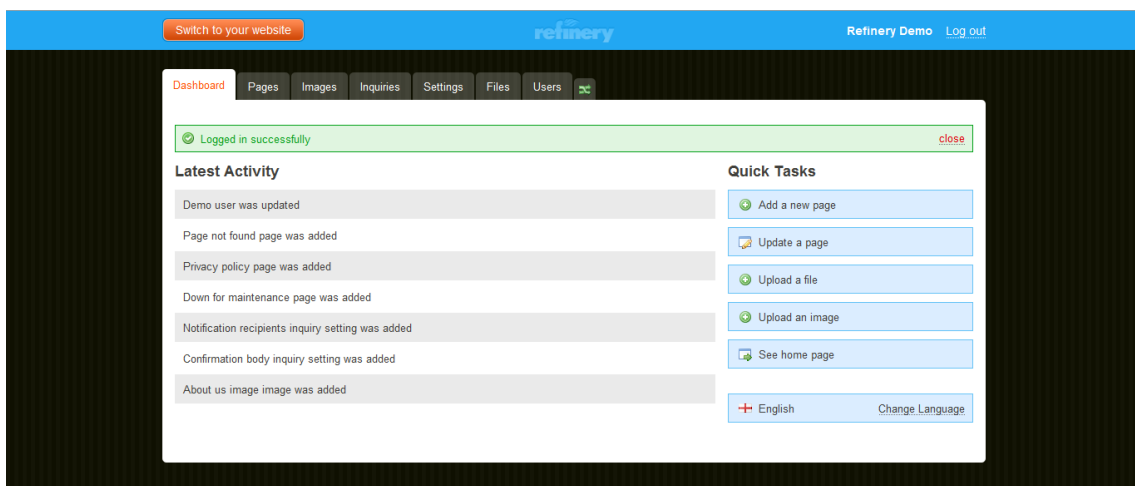 Switch to your website
refinery
Refinery Demo Log out
Dashboard Pages Images Inquiries Settings Files Users
Logged in successfully close
Latest Activity
Demo user was updated
Page not found page was added
Privacy policy page was added
Down for maintenance page was added
Notification recipients inquiry setting was added
Confirmation body inquiry setting was added
About us image image was added
Quick Tasks
Add a new page
Update a page
Upload a file
Upload an image
See home page
English Change Language